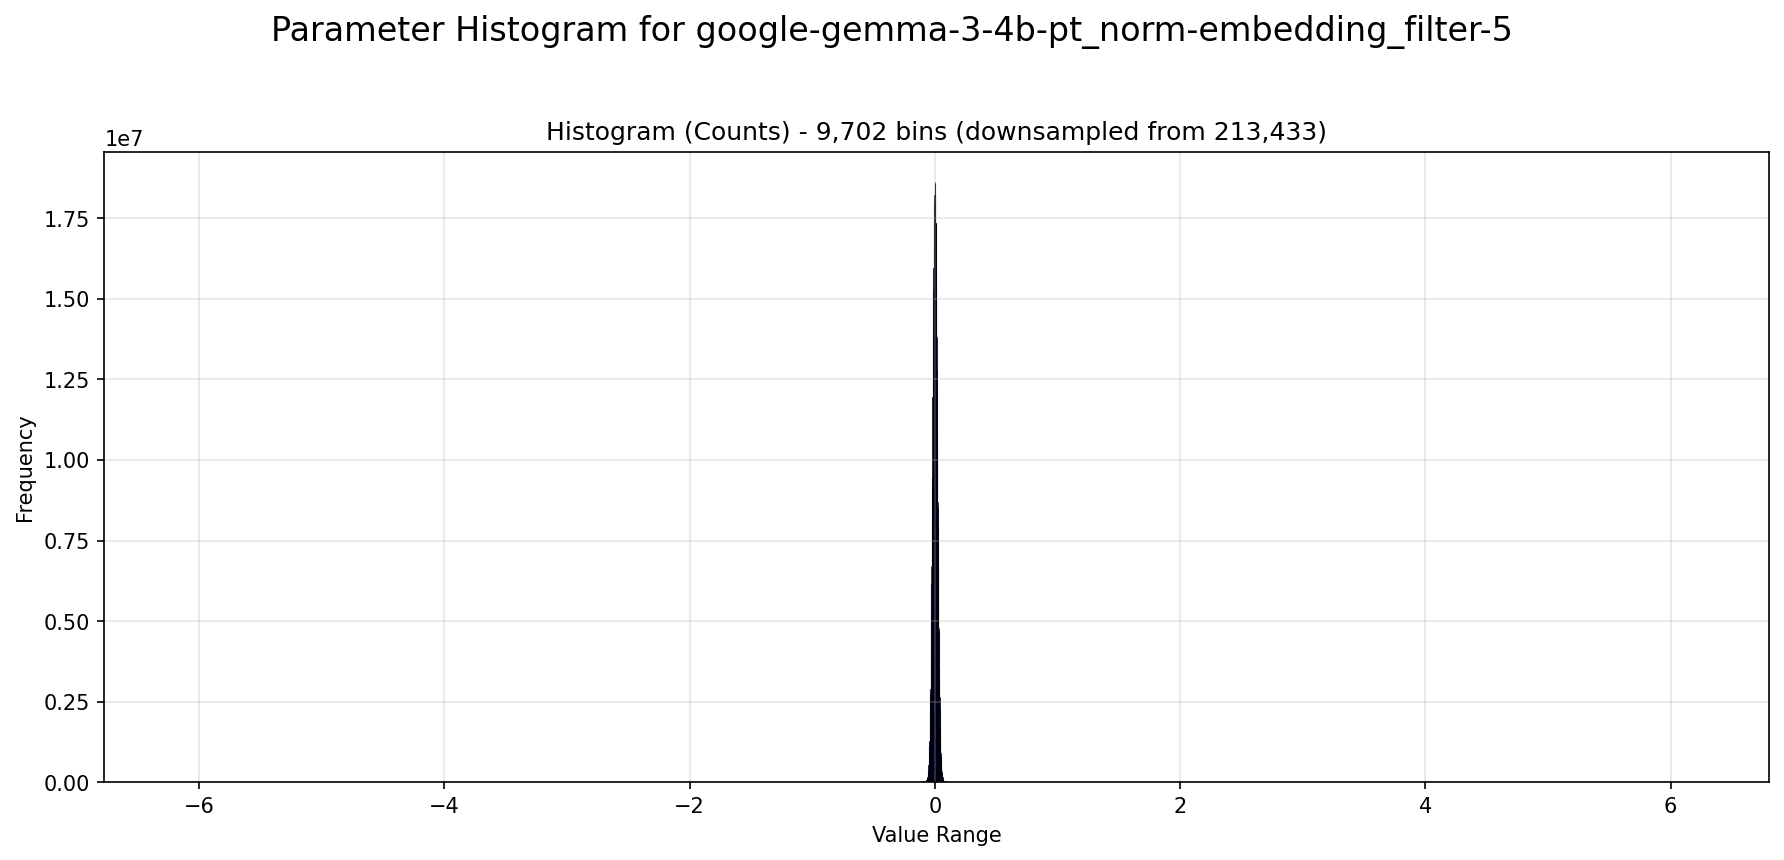 Parameter Histogram for google-gemma-3-4b-pt_norm-embedding_filter-5
Histogram (Counts) - 9,702 bins (downsampled from 213,433)
1e7
1.75
1.50
1.25
1.00
0.75
0.50
0.25
0.00
Frequency
−6 −4 −2 0 2 4 6
Value Range